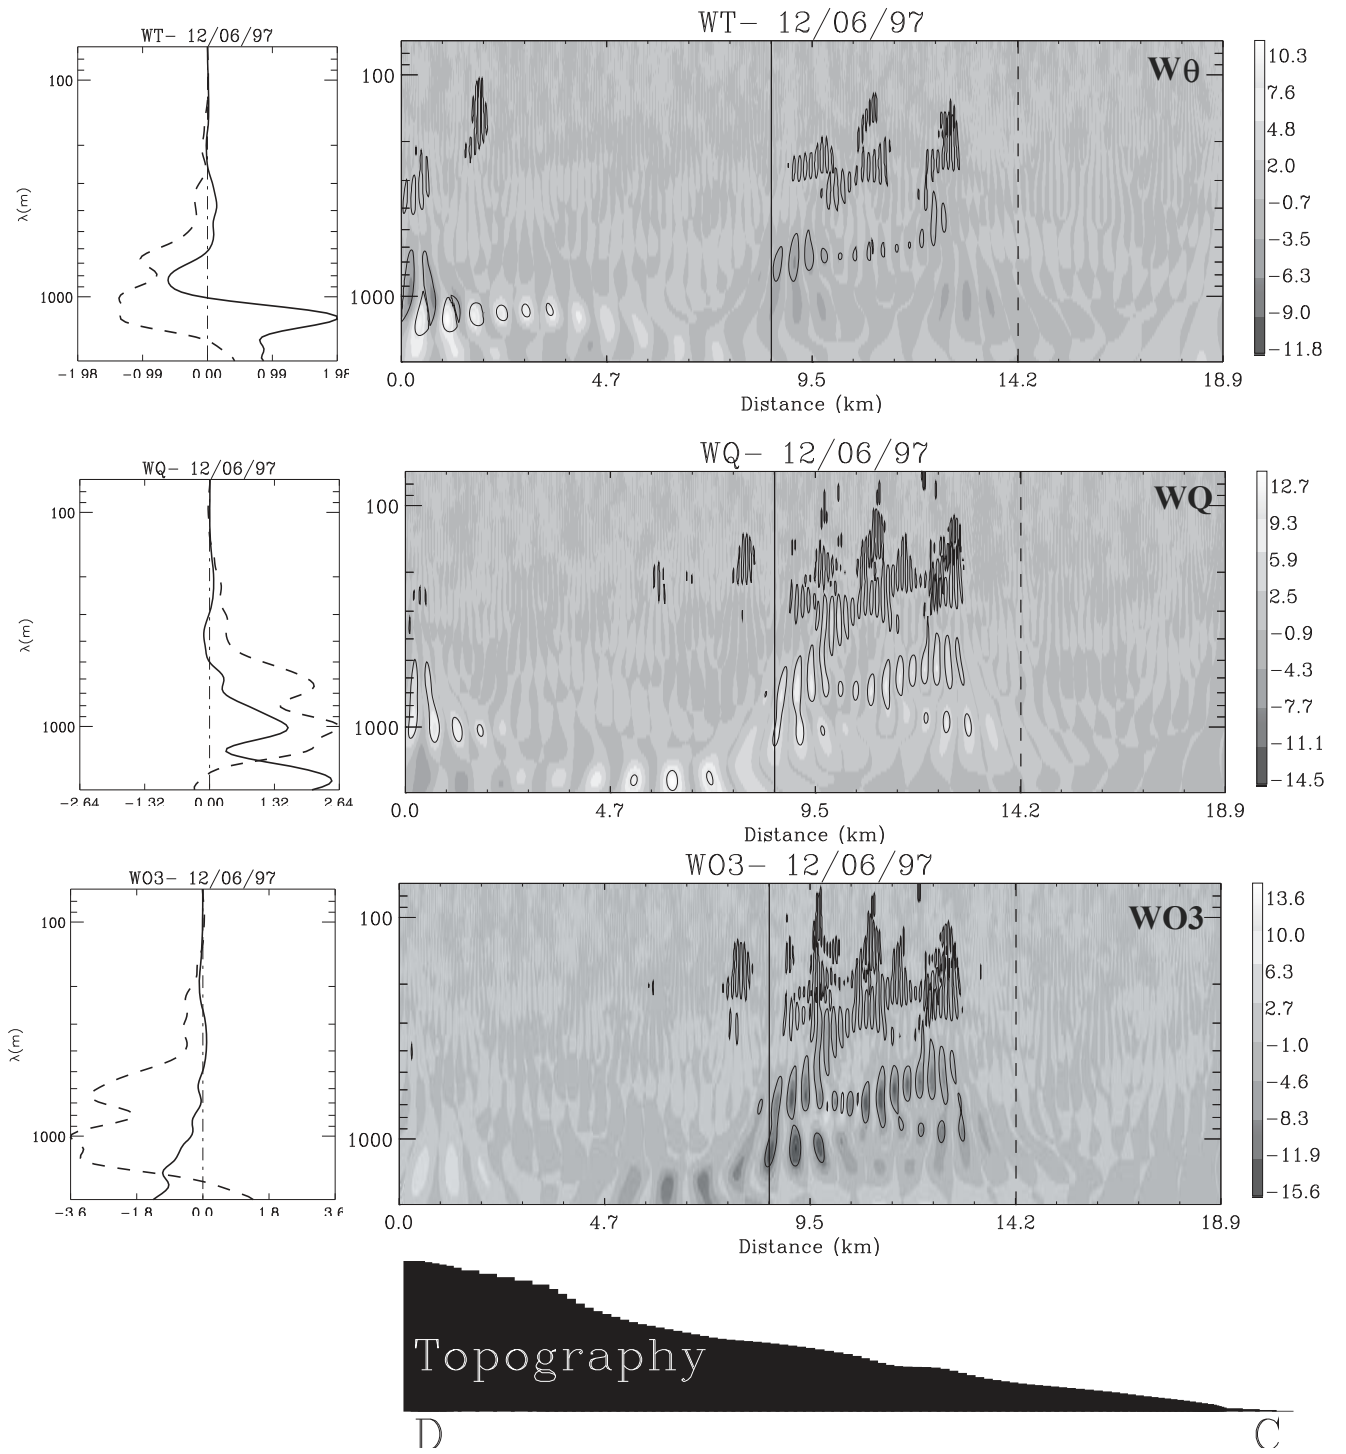 WT- 12/06/97
WT- 12/06/97
Wθ
100
1000
λ(m)
-1.98 -0.99 0.00 0.99 1.98
100
1000
0.0 4.7 9.5 14.2 18.9
Distance (km)
10.3
7.6
4.8
2.0
-0.7
-3.5
-6.3
-9.0
-11.8
WQ- 12/06/97
WQ- 12/06/97
WQ
100
1000
λ(m)
-2.64 -1.32 0.00 1.32 2.64
100
1000
0.0 4.7 9.5 14.2 18.9
Distance (km)
12.7
9.3
5.9
2.5
-0.9
-4.3
-7.7
-11.1
-14.5
WO3- 12/06/97
WO3- 12/06/97
WO3
100
1000
λ(m)
-3.6 -1.8 0.0 1.8 3.6
100
1000
0.0 4.7 9.5 14.2 18.9
Distance (km)
13.6
10.0
6.3
2.7
-1.0
-4.6
-8.3
-11.9
-15.6
Topography
D C